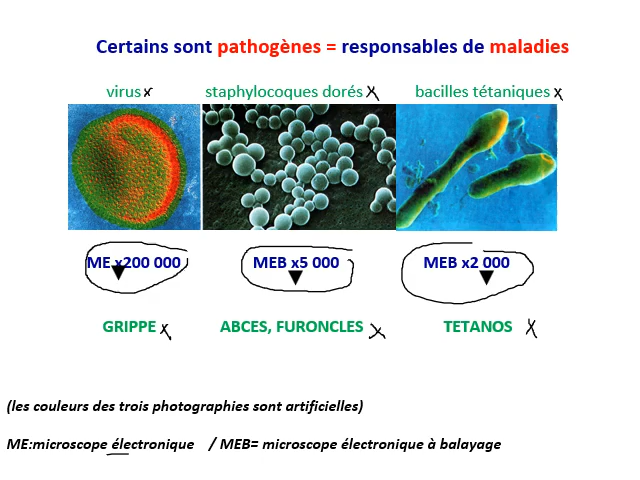 Certains sont pathogènes = responsables de maladies
virus x staphylocoques dorés x bacilles tétaniques x
ME x200 000 MEB x5 000 MEB x2 000
GRIPPE x ABCES, FURONCLES x TETANOS x
(les couleurs des trois photographies sont artificielles)
ME:microscope électronique / MEB= microscope électronique à balayage